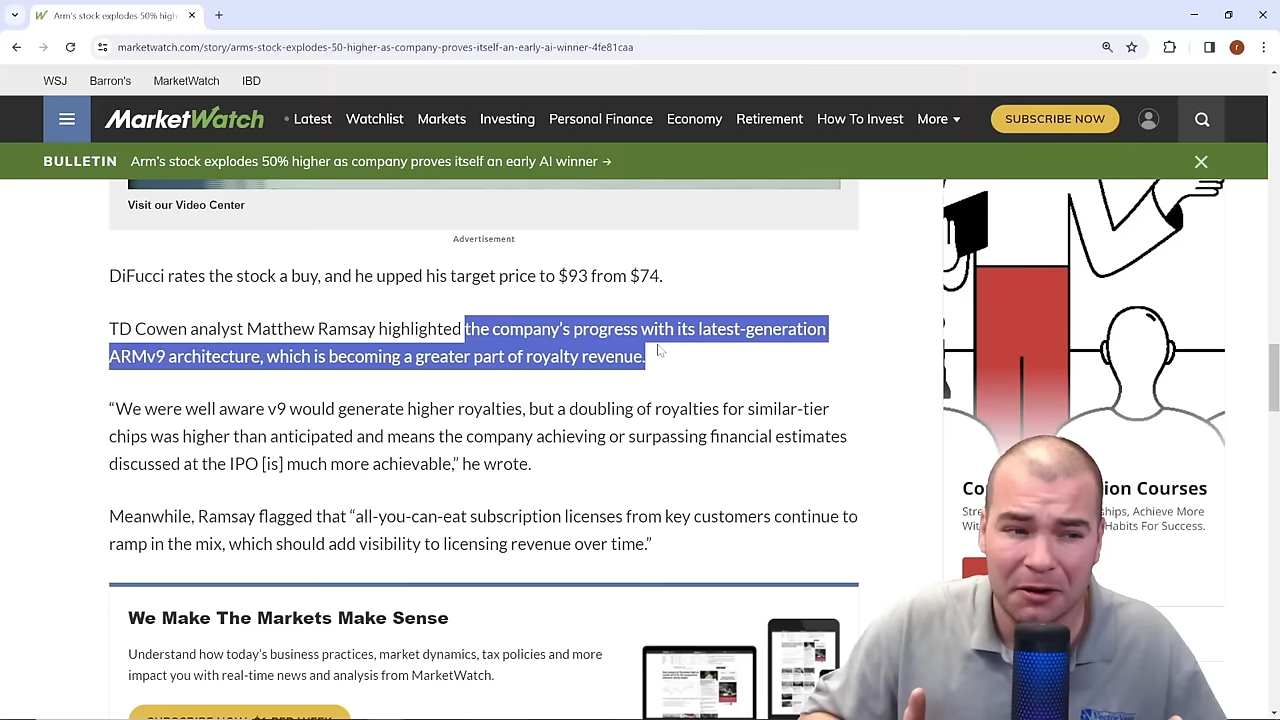 Arm's stock explodes 50% high
marketwatch.com/story/arms-stock-explodes-50-higher-as-company-proves-itself-an-early-ai-winner-4fe81caa
WSJ Barron's MarketWatch IBD
MarketWatch • Latest Watchlist Markets Investing Personal Finance Economy Retirement How To Invest More SUBSCRIBE NOW
BULLETIN Arm's stock explodes 50% higher as company proves itself an early AI winner →
Visit our Video Center
Advertisement
DiFucci rates the stock a buy, and he upped his target price to $93 from $74.
TD Cowen analyst Matthew Ramsay highlighted the company’s progress with its latest-generation
ARMv9 architecture, which is becoming a greater part of royalty revenue.
“We were well aware v9 would generate higher royalties, but a doubling of royalties for similar-tier
chips was higher than anticipated and means the company achieving or surpassing financial estimates
discussed at the IPO [is] much more achievable,” he wrote.
Meanwhile, Ramsay flagged that “all-you-can-eat subscription licenses from key customers continue to
ramp in the mix, which should add visibility to licensing revenue over time.”
We Make The Markets Make Sense
Understand how today's business practices, market dynamics, tax policies and more
impact you with real-time news and analysis from MarketWatch.
Courses
Achieve More
Habits For Success.